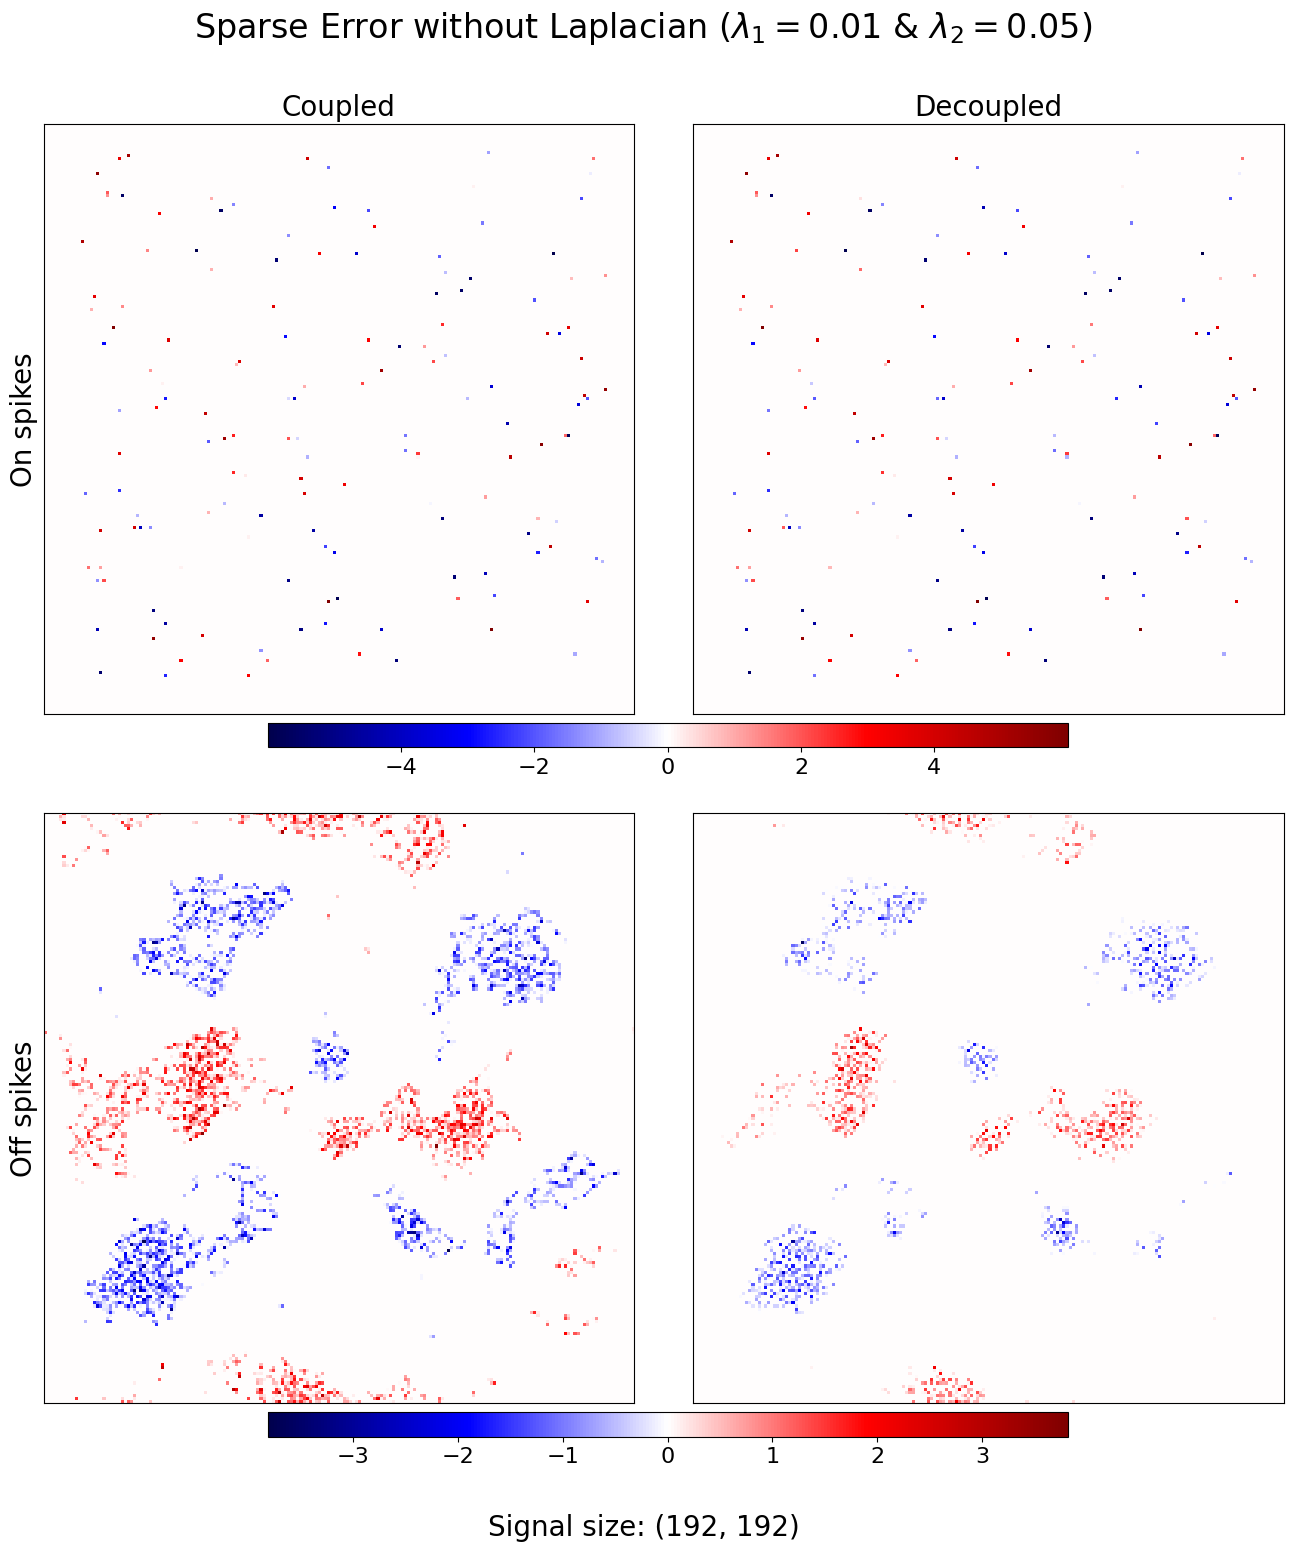 Sparse Error without Laplacian (λ₁ = 0.01 & λ₂ = 0.05)
Coupled
Decoupled
On spikes
−4 −2 0 2 4
Off spikes
−3 −2 −1 0 1 2 3
Signal size: (192, 192)